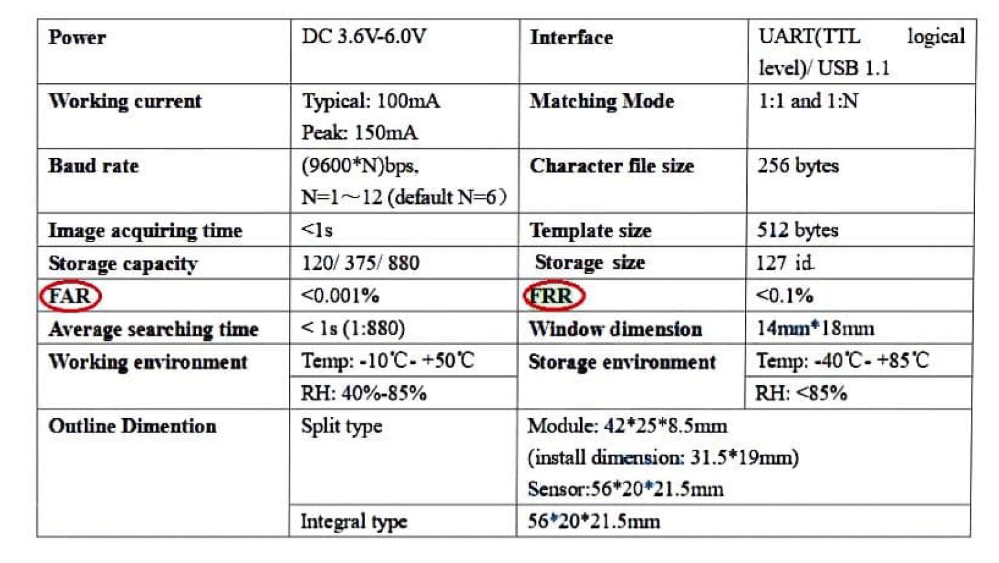 Power DC 3.6V-6.0V Interface UART(TTL logical
level)/ USB 1.1
Working current Typical: 100mA Matching Mode 1:1 and 1:N
Peak: 150mA
Baud rate (9600*N)bps, Character file size 256 bytes
N=1～12 (default N=6)
Image acquiring time <1s Template size 512 bytes
Storage capacity 120/ 375/ 880 Storage size 127 id
FAR <0.001% FRR <0.1%
Average searching time < 1s (1:880) Window dimension 14mm*18mm
Working environment Temp: -10℃- +50℃ Storage environment Temp: -40℃- +85℃
RH: 40%-85% RH: <85%
Outline Dimention Split type Module: 42*25*8.5mm
(install dimension: 31.5*19mm)
Sensor:56*20*21.5mm
Integral type 56*20*21.5mm